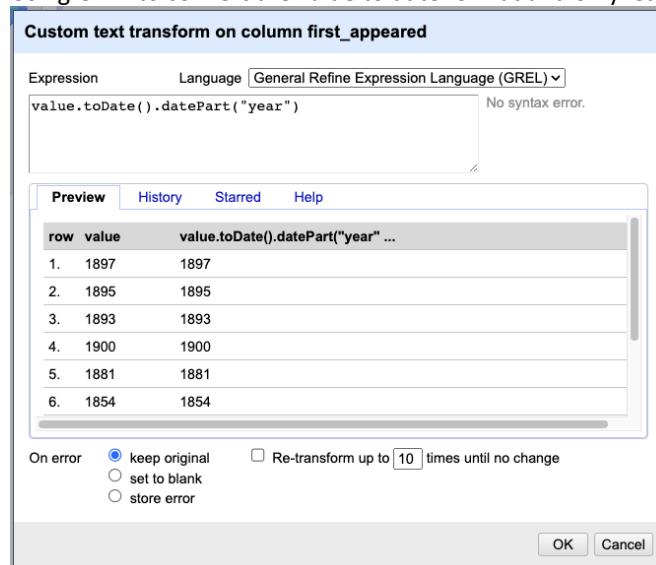 Custom text transform on column first_appeared
Expression Language General Refine Expression Language (GREL)
value.toDate().datePart("year") No syntax error.
Preview History Starred Help
row value value.toDate().datePart("year" ...
1. 1897 1897
2. 1895 1895
3. 1893 1893
4. 1900 1900
5. 1881 1881
6. 1854 1854
On error keep original Re-transform up to 10 times until no change
set to blank
store error
OK Cancel